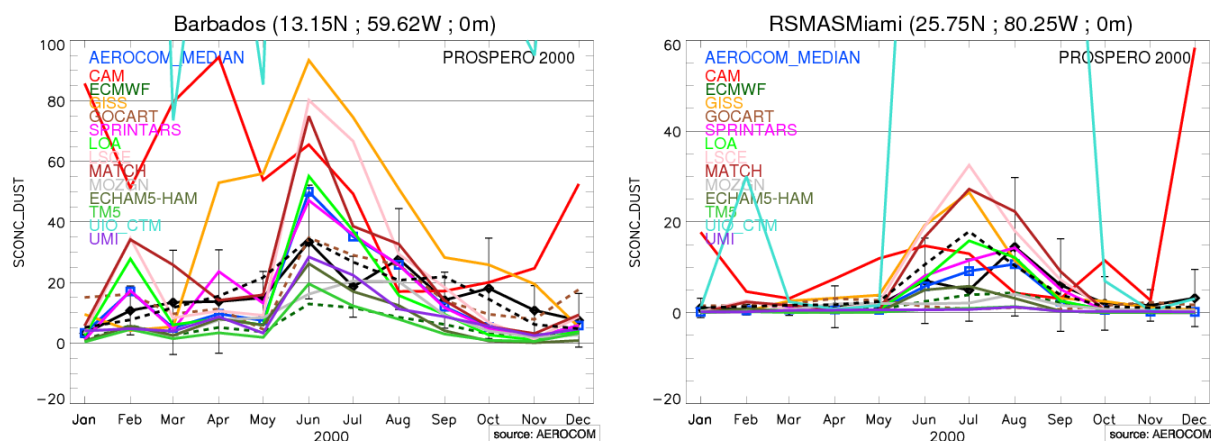 Barbados (13.15N ; 59.62W ; 0m)
100
80
60
40
20
0
−20
SCONC_DUST
AEROCOM_MEDIAN
PROSPERO 2000
CAM
ECMWF
GISS
GOCART
SPRINTARS
LOA
LSCE
MATCH
MOZGN
ECHAM5-HAM
TM5
UIO_CTM
UMI
Jan Feb Mar Apr May Jun Jul Aug Sep Oct Nov Dec
2000
source: AEROCOM
RSMASMiami (25.75N ; 80.25W ; 0m)
60
40
20
0
−20
SCONC_DUST
AEROCOM_MEDIAN
PROSPERO 2000
CAM
ECMWF
GISS
GOCART
SPRINTARS
LOA
LSCE
MATCH
MOZGN
ECHAM5-HAM
TM5
UIO_CTM
UMI
Jan Feb Mar Apr May Jun Jul Aug Sep Oct Nov Dec
2000
source: AEROCOM